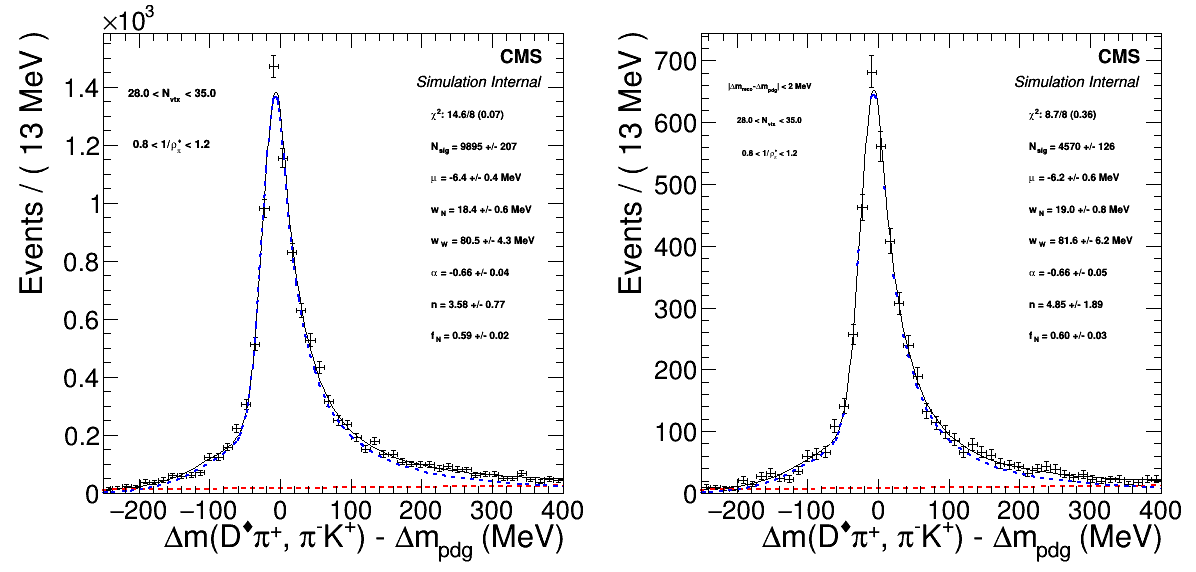 ×10³
Events / ( 13 MeV )
1.4
1.2
1
0.8
0.6
0.4
0.2
0
−200 −100 0 100 200 300 400
Δm(D♦π⁺, π⁻K⁺) - Δm_pdg (MeV)
28.0 < N_vtx < 35.0
0.8 < 1/ρ_π^♦ < 1.2
CMS
Simulation Internal
χ²: 14.6/8 (0.07)
N_sig = 9895 +/- 207
μ = -6.4 +/- 0.4 MeV
w_N = 18.4 +/- 0.6 MeV
w_W = 80.5 +/- 4.3 MeV
α = -0.66 +/- 0.04
n = 3.58 +/- 0.77
f_N = 0.59 +/- 0.02
Events / ( 13 MeV )
700
600
500
400
300
200
100
0
−200 −100 0 100 200 300 400
Δm(D♦π⁺, π⁻K⁺) - Δm_pdg (MeV)
|Δm_reco-Δm_pdg| < 2 MeV
28.0 < N_vtx < 35.0
0.8 < 1/ρ_π^♦ < 1.2
CMS
Simulation Internal
χ²: 8.7/8 (0.36)
N_sig = 4570 +/- 126
μ = -6.2 +/- 0.6 MeV
w_N = 19.0 +/- 0.8 MeV
w_W = 81.6 +/- 6.2 MeV
α = -0.66 +/- 0.05
n = 4.85 +/- 1.89
f_N = 0.60 +/- 0.03